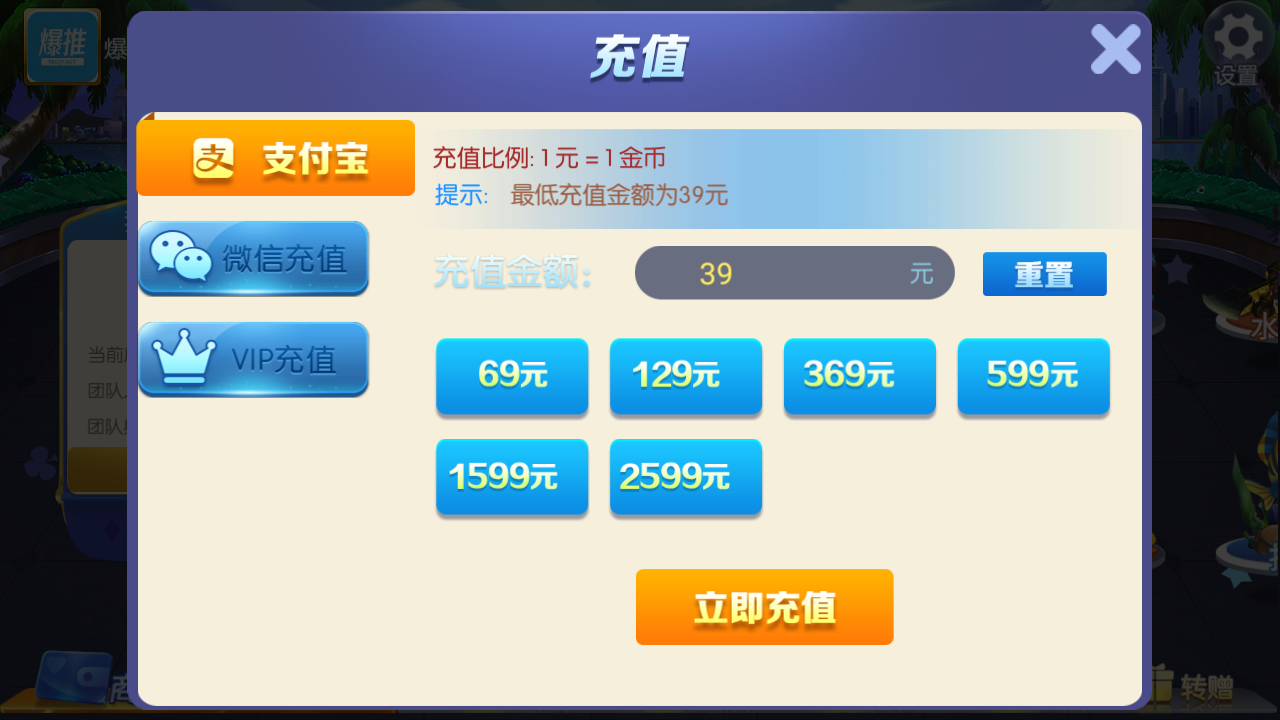 爆推
爆
充值
设置
支
支付宝
充值比例: 1 元 = 1 金币
提示: 最低充值金额为39元
微信充值
充值金额:
39
元
重置
VIP充值
当前
团队
团队
水
69元
129元
369元
599元
1599元
2599元
立即充值
商
转赠